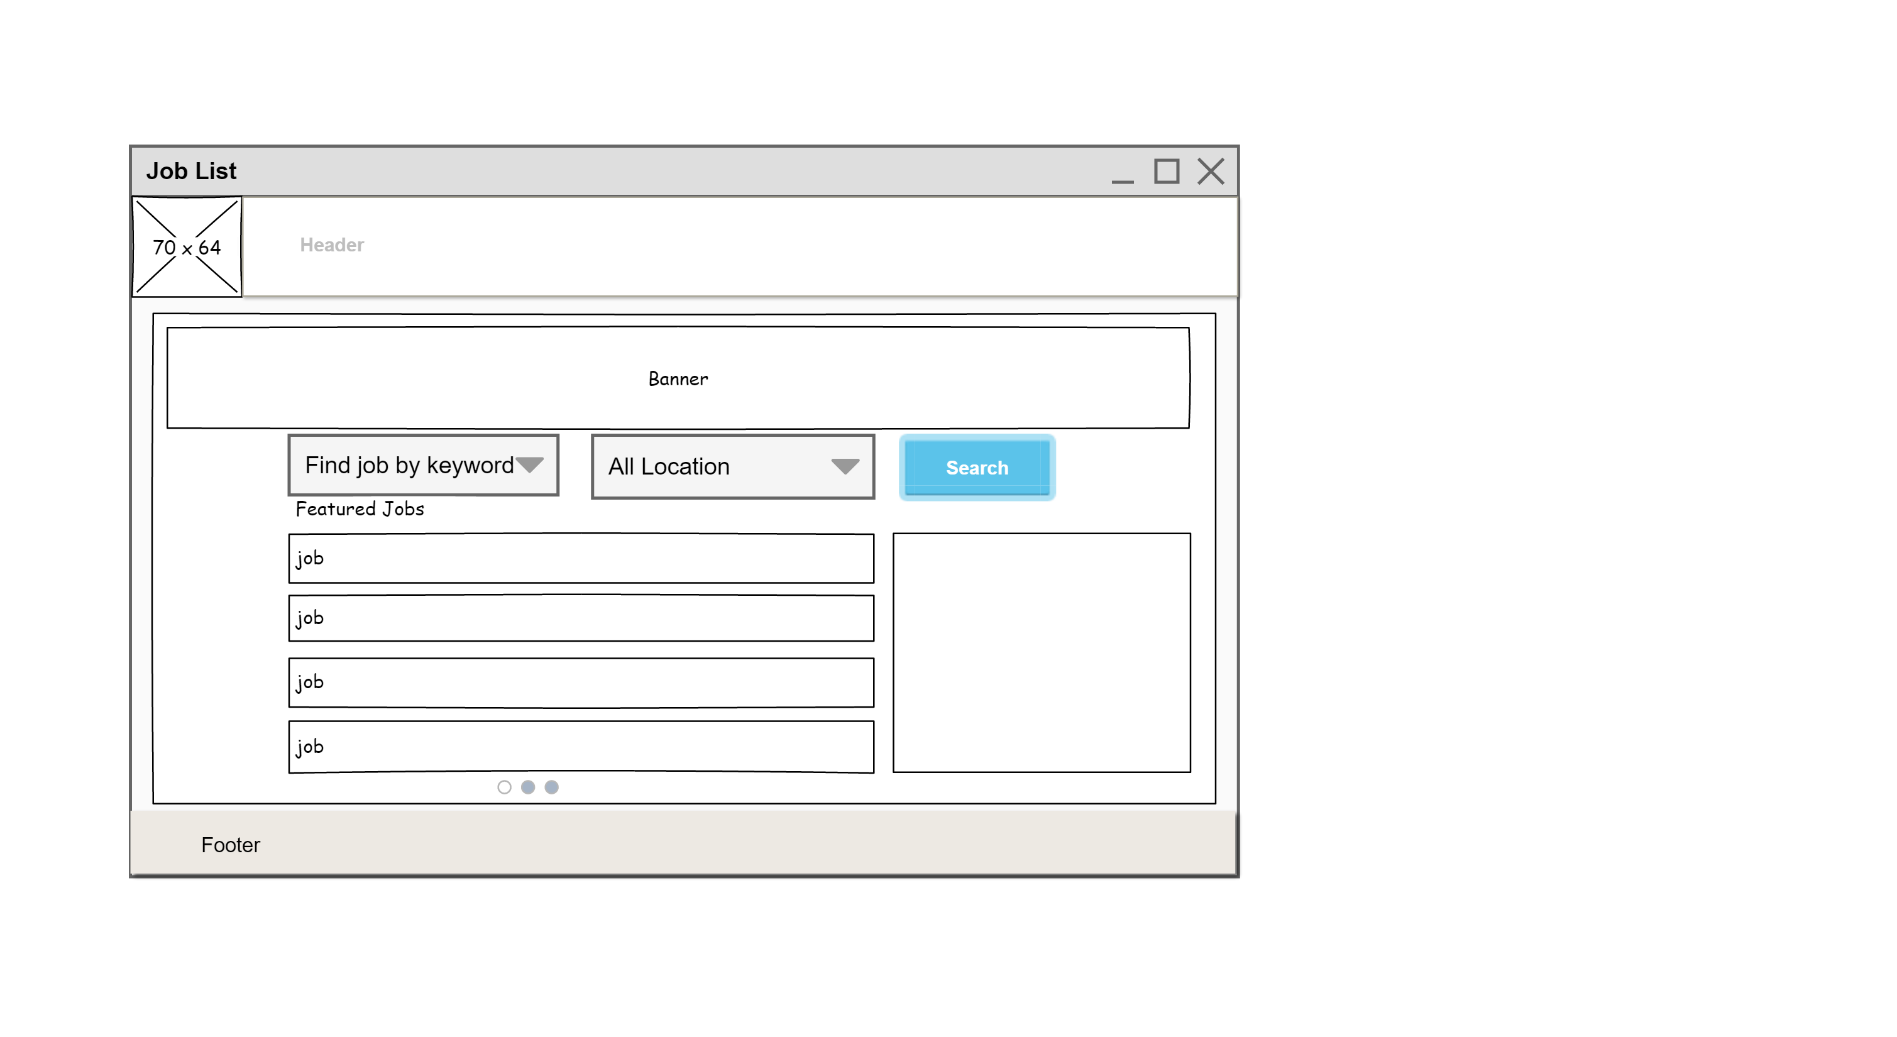 Job List
70 x 64
Header
Banner
Find job by keyword
All Location
Search
Featured Jobs
job
job
job
job
Footer